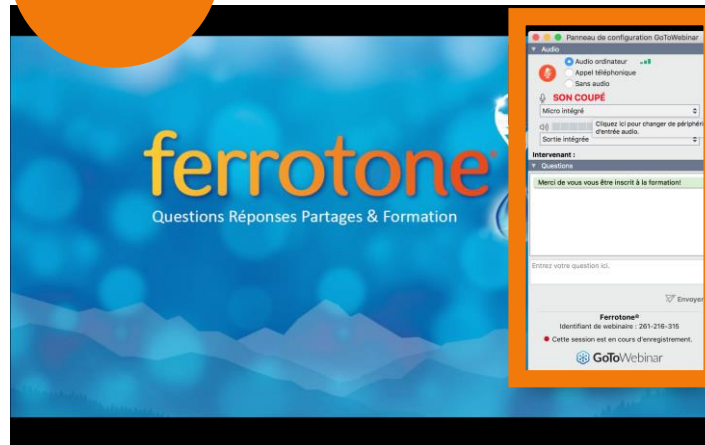 ferrotone®
Questions Réponses Partages & Formation
Panneau de configuration GoToWebinar
Audio
Audio ordinateur
Appel téléphonique
Sans audio
SON COUPÉ
Micro intégré
Cliquez ici pour changer de périphéri
d'entrée audio.
Sortie intégrée
Intervenant :
Questions
Merci de vous vous être inscrit à la formation!
Entrez votre question ici.
Envoyer
Ferrotone®
Identifiant de webinaire : 261-216-315
Cette session est en cours d'enregistrement.
GoToWebinar